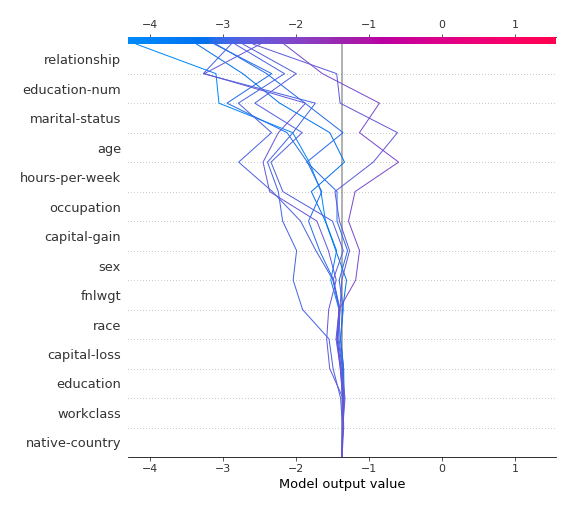 −4 −3 −2 −1 0 1
relationship
education-num
marital-status
age
hours-per-week
occupation
capital-gain
sex
fnlwgt
race
capital-loss
education
workclass
native-country
−4 −3 −2 −1 0 1
Model output value